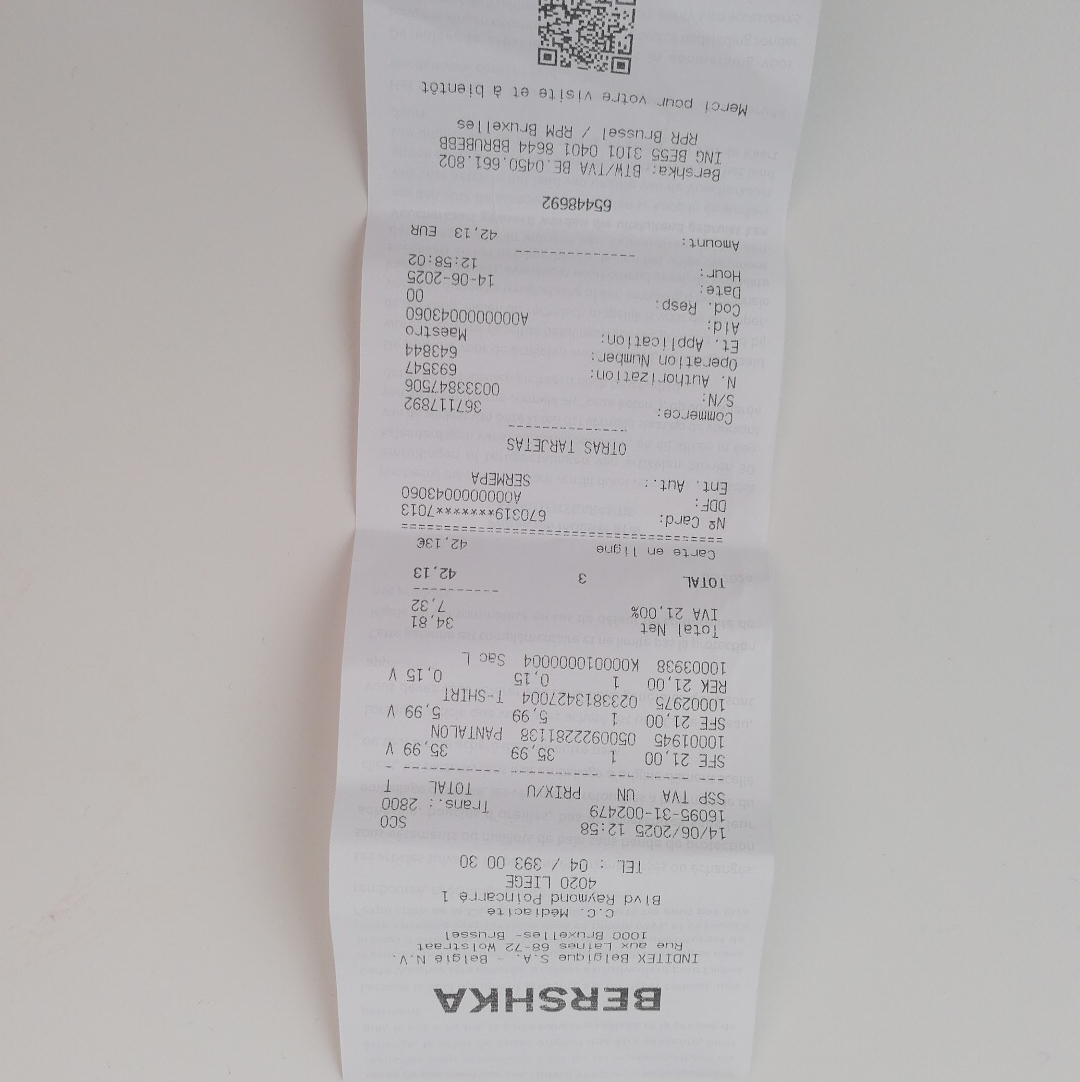 BERSHKA
INDITEX Belgique S.A. - België N.V.
Rue aux Laines 68-72 Wolstraat
1000 Bruxelles- Brussel
C.C. Médiacité
Blvd Raymond Poincarré 1
4020 LIEGE
TEL : 04 / 393 00 30
14/06/2025 12:58 SCO
16095-31-002479 Trans.: 2800
SSP TVA UN PRIX/U TOTAL T
SFE 21,00 1 35,99 35,99 V
10001945 050092281138 PANTALON
SFE 21,00 1 5,99 5,99 V
10002975 0233813427004 T-SHIRT
REK 21,00 1 0,15 0,15 V
10003938 K00001000004 Sac L
Total Net 34,81
IVA 21,00% 7,32
TOTAL 3 42,13
Carte en ligne 42,13€
Nº Card: 670319*********7013
DDF: A0000000043060
Ent. Aut.: SERMEPA
OTRAS TARJETAS
Commerce: 367117892
S/N: 00333847506
N. Authorization: 693547
Operation Number: 643844
Et. Application: Maestro
Aid: A0000000043060
Cod. Resp: 00
Date: 14-06-2025
Hour: 12:58:02
Amount: 42,13 EUR
65448692
Bershka: BTW/TVA BE.0450.661.802
ING BE55 3101 0401 8644 BBRUBEBB
RPR Brussel / RPM Bruxelles
Merci pour votre visite et à bientôt